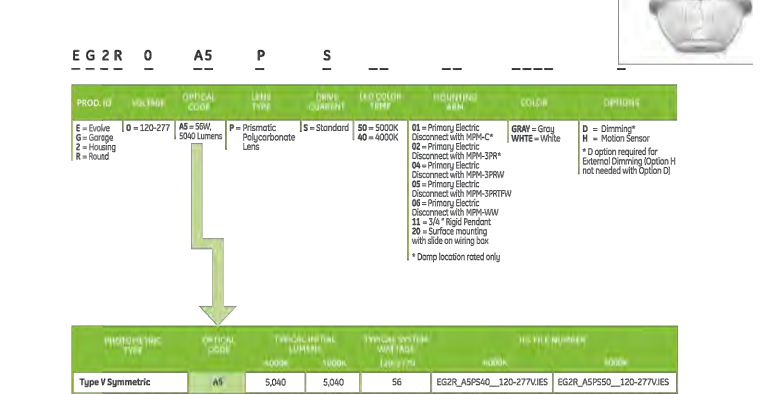 E G 2 R 0 A5 P S __ __ ____ _
PROD. ID VOLTAGE OPTICAL CODE LENS TYPE DRIVE CURRENT LED COLOR TEMP MOUNTING ARM COLOR OPTIONS
E = Evolve
G = Garage
2 = Housing
R = Round
0 = 120-277
A5 = 56W,
5040 Lumens
P = Prismatic
Polycarbonate
Lens
S = Standard
50 = 5000K
40 = 4000K
01 = Primary Electric
Disconnect with MPM-C*
02 = Primary Electric
Disconnect with MPM-3PR*
04 = Primary Electric
Disconnect with MPM-3PRW
05 = Primary Electric
Disconnect with MPM-3PRTFW
06 = Primary Electric
Disconnect with MPM-WW
11 = 3/4 " Rigid Pendant
20 = Surface mounting
with slide on wiring box
* Damp location rated only
GRAY = Gray
WHTE = White
D = Dimming*
H = Motion Sensor
* D option required for
External Dimming (Option H
not needed with Option D)
PHOTOMETRIC TYPE OPTICAL CODE TYPICAL INITIAL LUMENS TYPICAL SYSTEM WATTAGE IES FILE NUMBER
4000K 5000K 120-277V 4000K 5000K
Type V Symmetric A5 5,040 5,040 56 EG2R_A5PS40__120-277V.IES EG2R_A5PS50__120-277V.IES